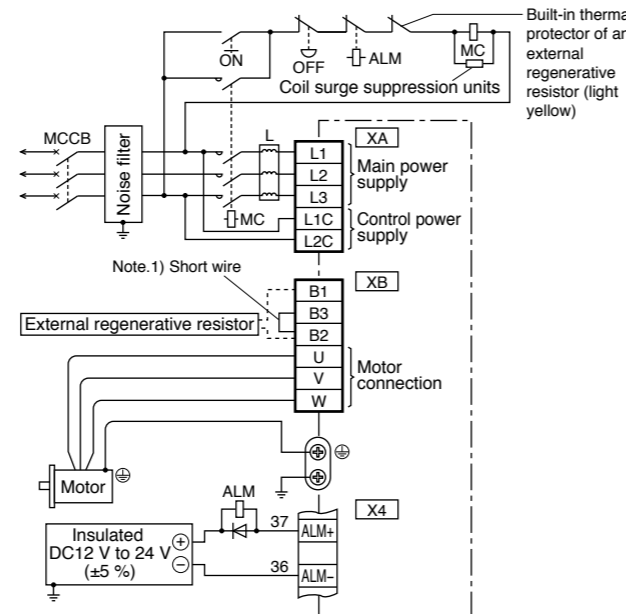 Built-in
protector of
external
regenerative
resistor (light
yellow)
ON
OFF
ALM
MC
Coil surge suppression units
MCCB
Noise filter
L
XA
L1
L2
L3
Main power
supply
MC
L1C
L2C
Control power
supply
Note.1) Short wire
XB
B1
B3
B2
External regenerative resistor
U
V
W
Motor
connection
Motor
ALM
X4
Insulated
DC12 V to 24 V
(±5 %)
+
−
37
ALM+
36
ALM−